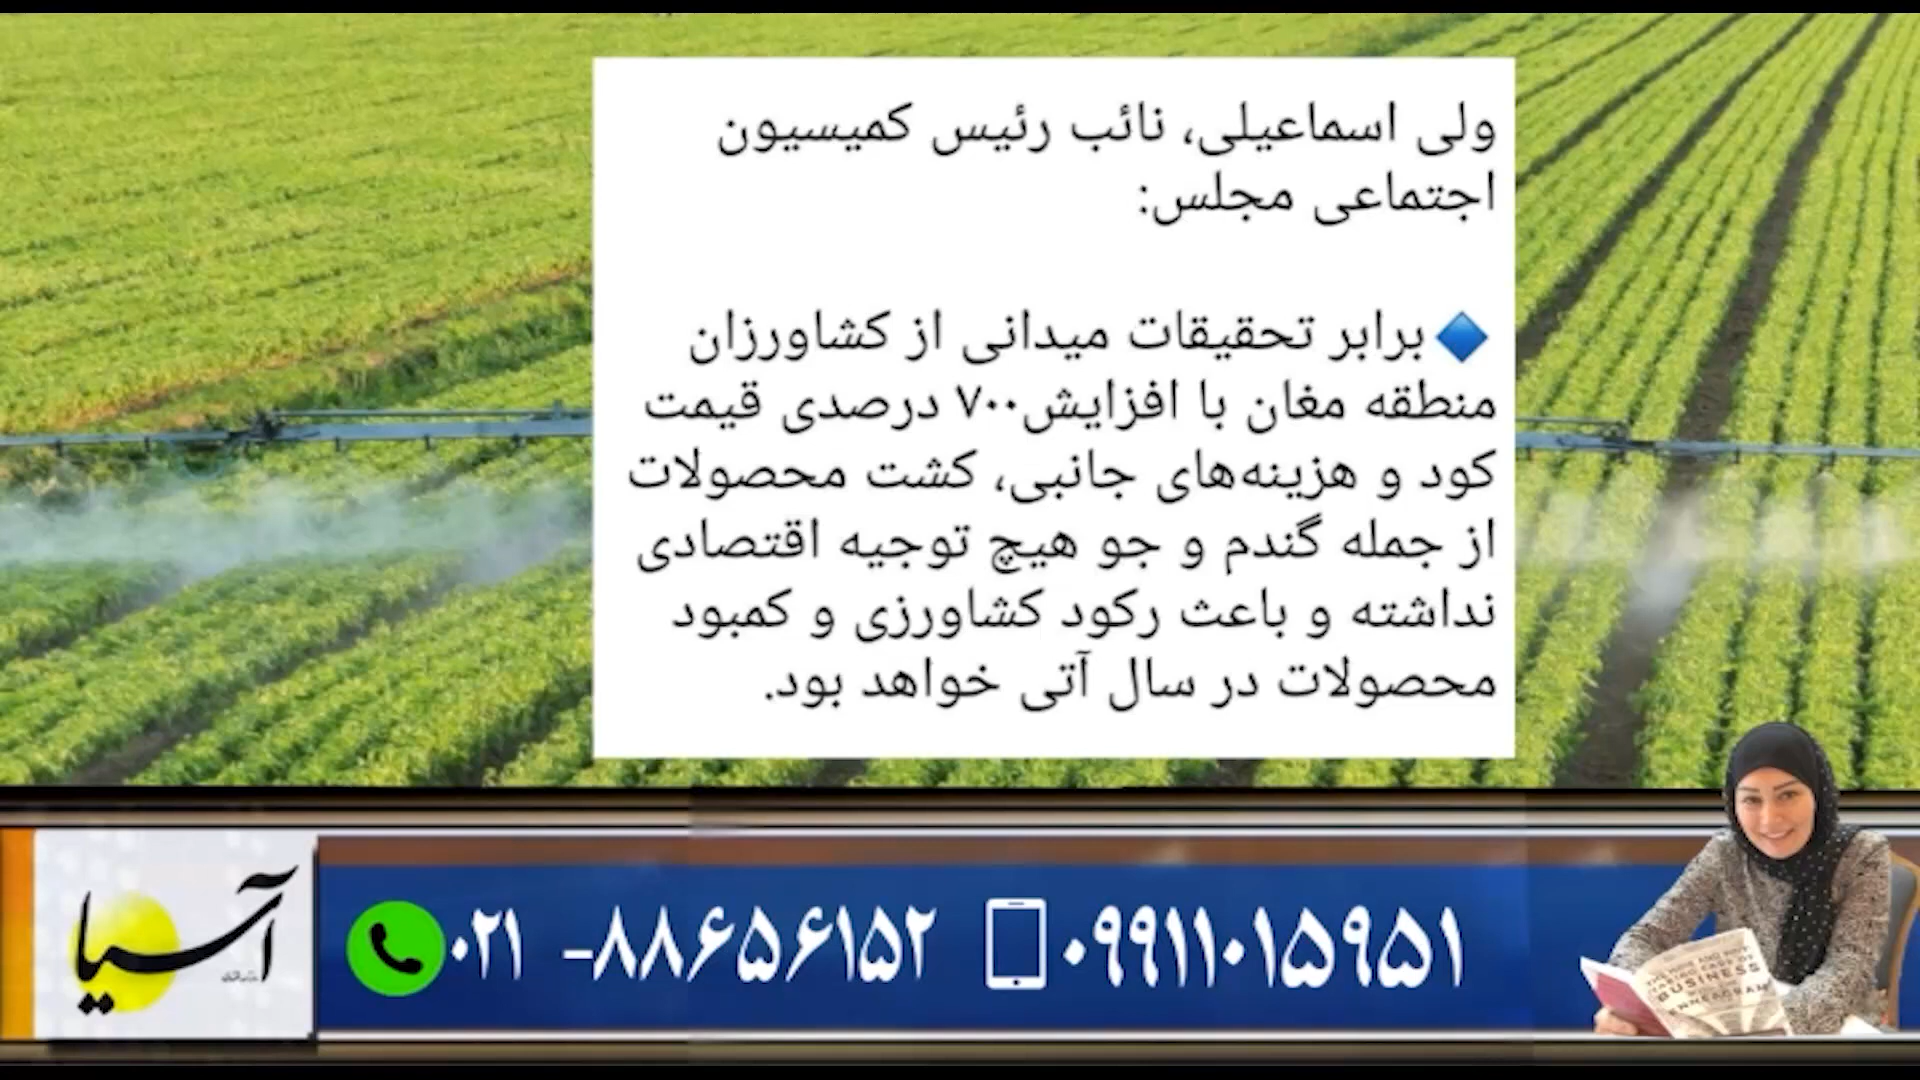 ولی اسماعیلی، نائب رئیس کمیسیون
اجتماعی مجلس:
🔷برابر تحقیقات میدانی از کشاورزان
منطقه مغان با افزایش۷۰۰ درصدی قیمت
کود و هزینه‌های جانبی، کشت محصولات
از جمله گندم و جو هیچ توجیه اقتصادی
نداشته و باعث رکود کشاورزی و کمبود
محصولات در سال آتی خواهد بود.
آسیا
۰۲۱ -۸۸۶۵۶۱۵۲
۰۹۹۱۱۰۱۵۹۵۱
BUSINESS